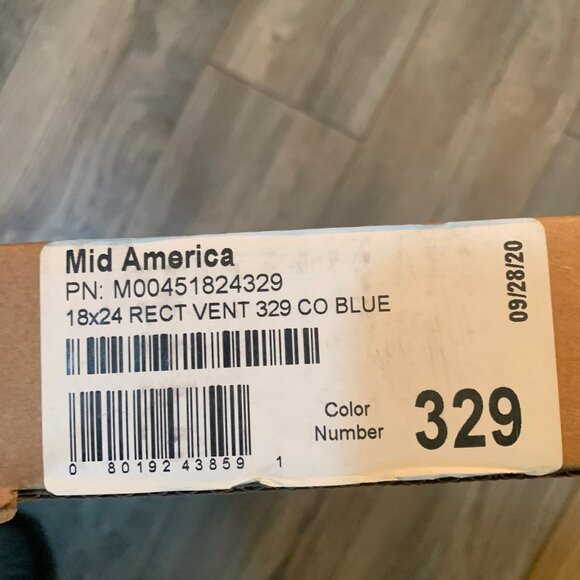 Mid America
PN: M00451824329
18x24 RECT VENT 329 CO BLUE
09/28/20
0 80192 43859 1
Color
Number
329